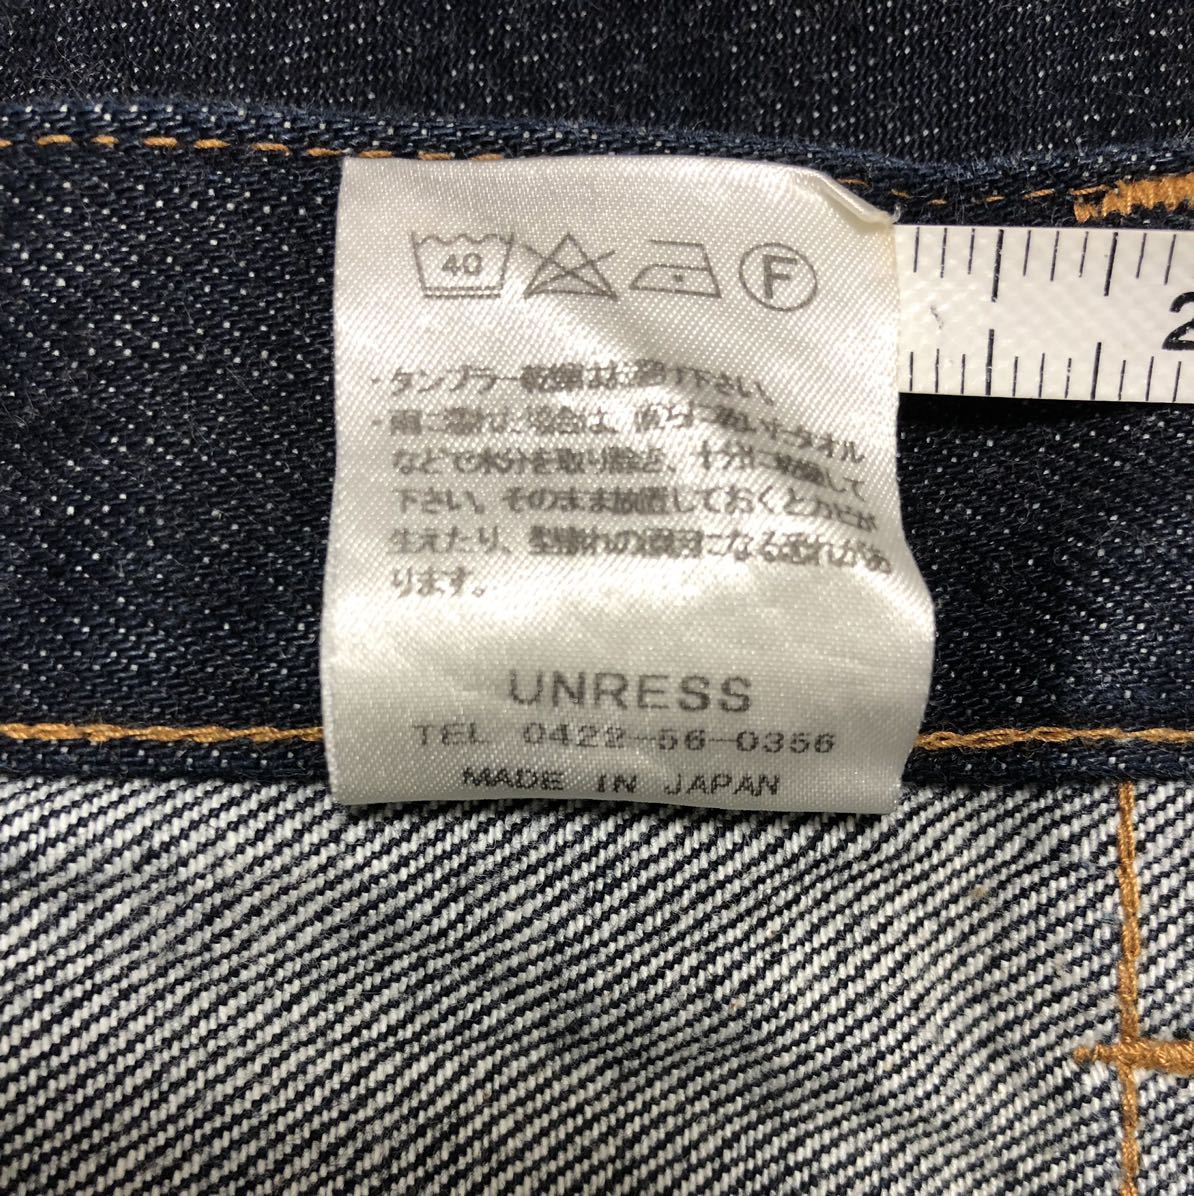 40 F
・タンブラー乾燥はお避け下さい。
・雨に濡れた場合は、直ちに乾いたタオル
などで水分を取り除き、十分に乾燥して
下さい。そのまま放置しておくとカビが
生えたり、型崩れの原因になる恐れがあ
ります。
UNRESS
TEL 0422-56-0356
MADE IN JAPAN
2